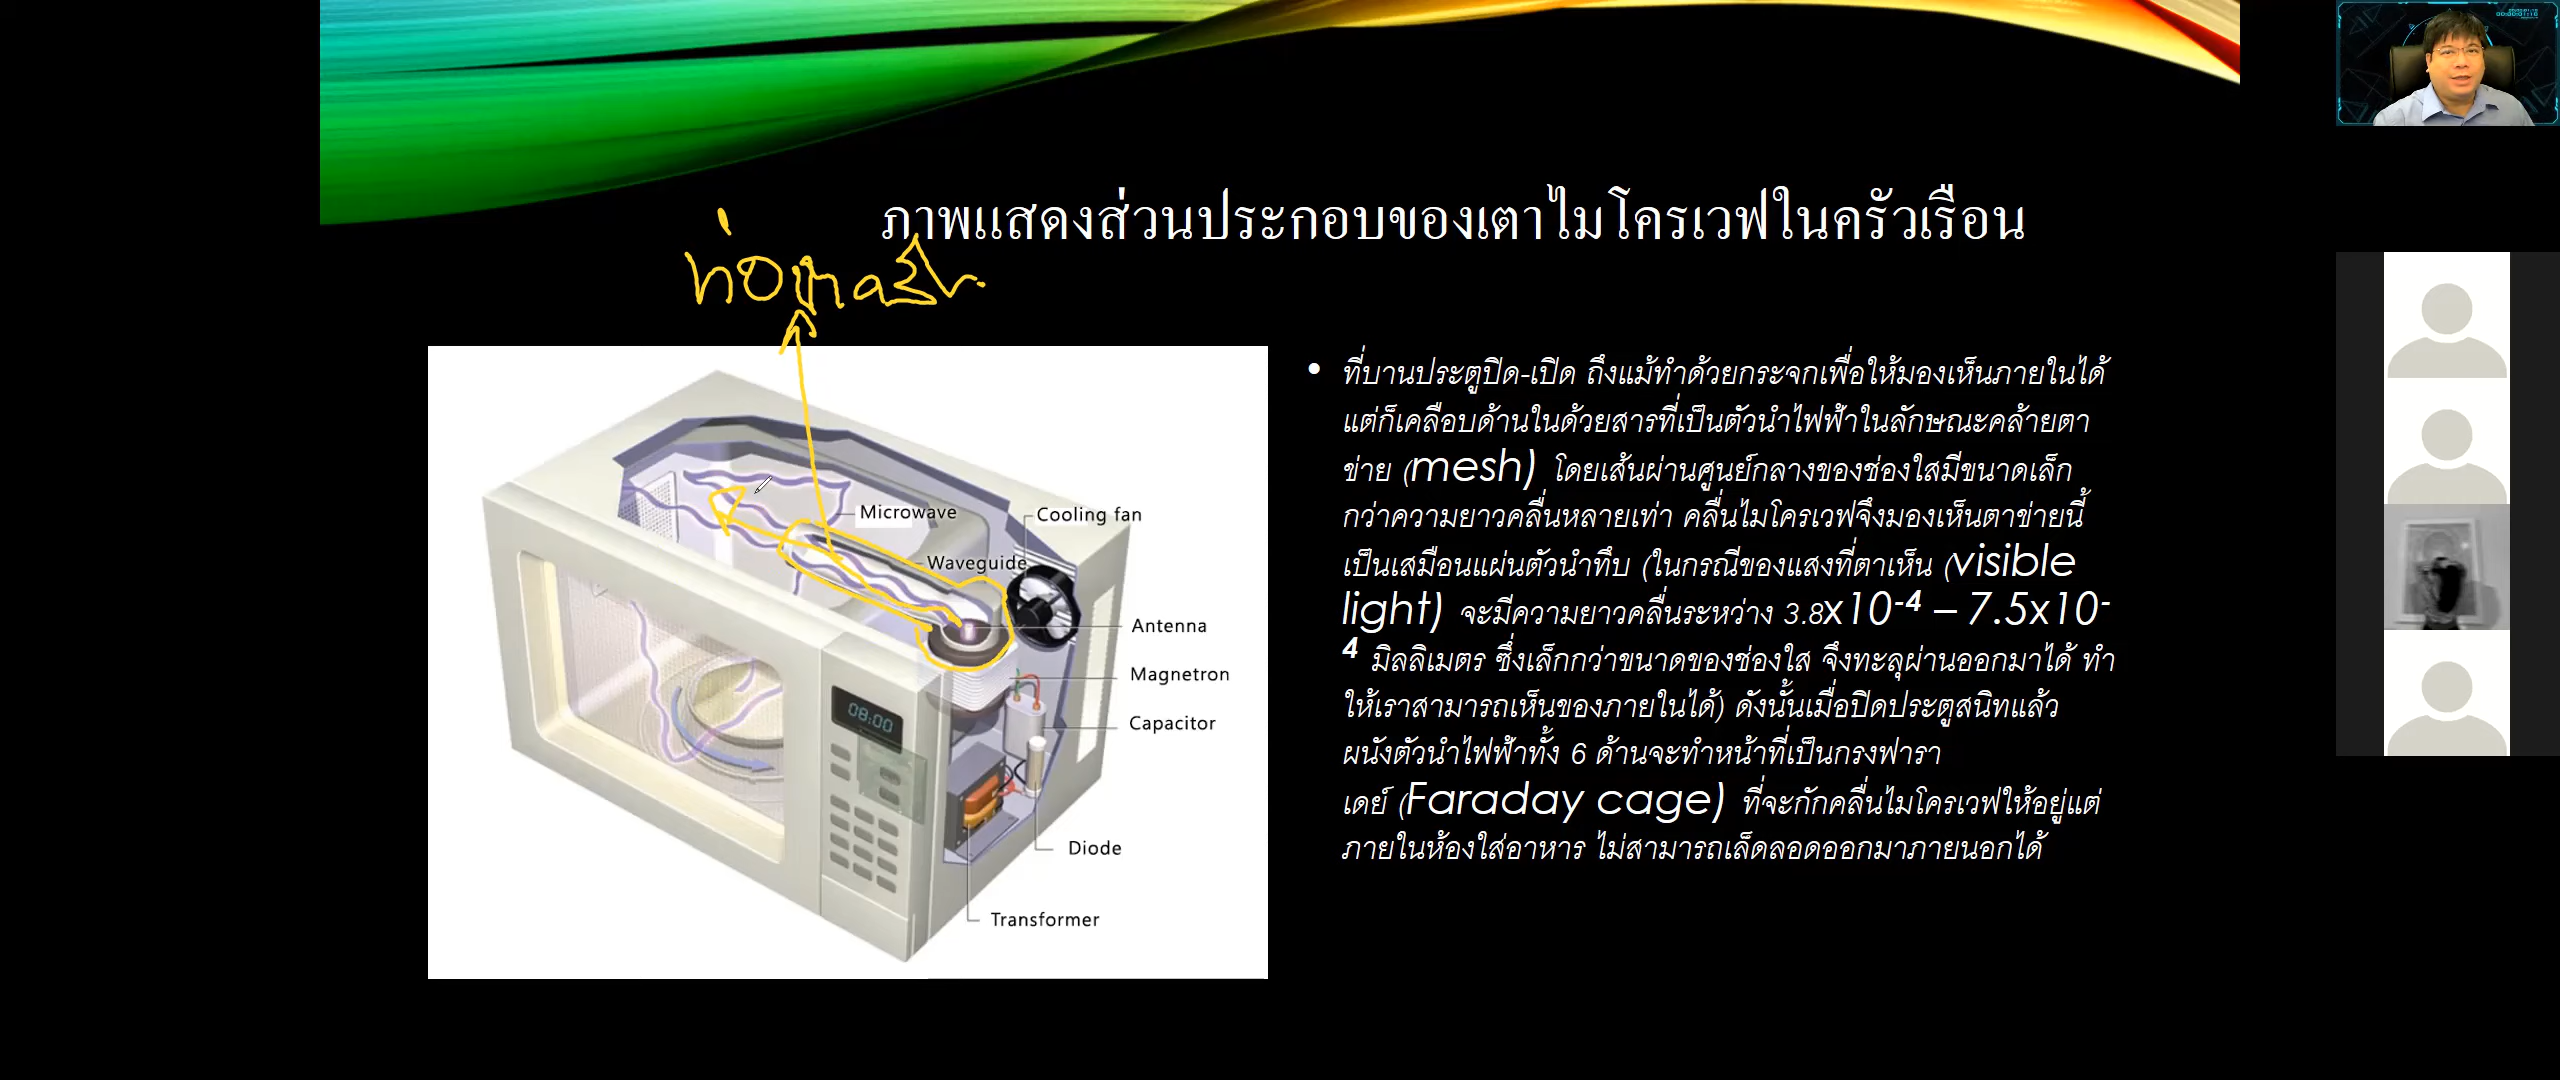 ภาพแสดงส่วนประกอบของเตาไมโครเวฟในครัวเรือน
Microwave
Cooling fan
Waveguide
Antenna
Magnetron
Capacitor
08:00
Diode
Transformer
• ที่บานประตูปิด-เปิด ถึงแม้ทำด้วยกระจกเพื่อให้มองเห็นภายในได้
แต่ก็เคลือบด้านในด้วยสารที่เป็นตัวนำไฟฟ้าในลักษณะคล้ายตา
ข่าย (mesh) โดยเส้นผ่านศูนย์กลางของช่องใสมีขนาดเล็ก
กว่าความยาวคลื่นหลายเท่า คลื่นไมโครเวฟจึงมองเห็นตาข่ายนี้
เป็นเสมือนแผ่นตัวนำทึบ (ในกรณีของแสงที่ตาเห็น (visible
light) จะมีความยาวคลื่นระหว่าง 3.8x10⁻⁴ – 7.5x10⁻
⁴ มิลลิเมตร ซึ่งเล็กกว่าขนาดของช่องใส จึงทะลุผ่านออกมาได้ ทำ
ให้เราสามารถเห็นของภายในได้) ดังนั้นเมื่อปิดประตูสนิทแล้ว
ผนังตัวนำไฟฟ้าทั้ง 6 ด้านจะทำหน้าที่เป็นกรงฟารา
เดย์ (Faraday cage) ที่จะกักคลื่นไมโครเวฟให้อยู่แต่
ภายในห้องใส่อาหาร ไม่สามารถเล็ดลอดออกมาภายนอกได้